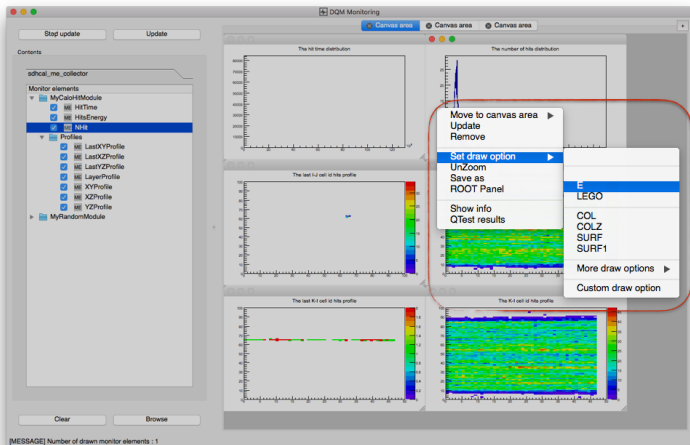 DQM Monitoring
Stop update
Update
Canvas area
Canvas area
Canvas area
Contents
sdhcal_me_collector
Monitor elements
MyCaloHitModule
ME HitTime
ME HitsEnergy
ME NHit
Profiles
ME LastXYProfile
ME LastXZProfile
ME LastYZProfile
ME LayerProfile
ME XYProfile
ME XZProfile
ME YZProfile
MyRandomModule
The hit time distribution
The number of hits distribution
Move to canvas area
Update
Remove
Set draw option
UnZoom
Save as
ROOT Panel
Show info
QTest results
E
LEGO
COL
COLZ
SURF
SURF1
More draw options
Custom draw option
The last I-J cell id hits profile
The last K-I cell id hits profile
The K-I cell id hits profile
Clear
Browse
[MESSAGE] Number of drawn monitor elements : 1